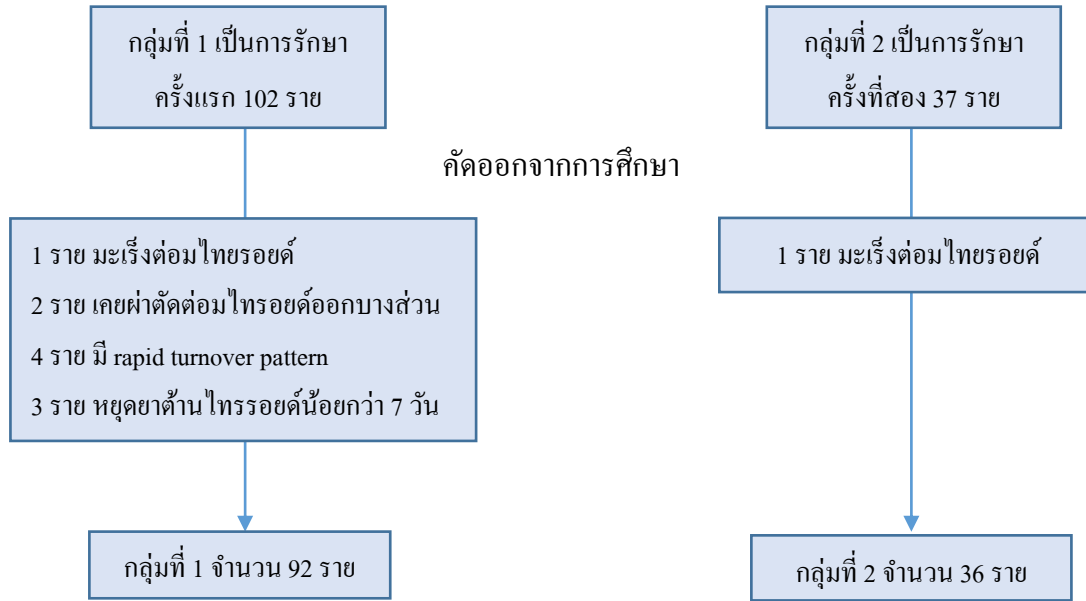 กลุ่มที่ 1 เป็นการรักษา
ครั้งแรก 102 ราย
กลุ่มที่ 2 เป็นการรักษา
ครั้งที่สอง 37 ราย
คัดออกจากการศึกษา
1 ราย มะเร็งต่อมไทยรอยด์
2 ราย เคยผ่าตัดต่อมไทรอยด์ออกบางส่วน
4 ราย มี rapid turnover pattern
3 ราย หยุดยาต้านไทรรอยด์น้อยกว่า 7 วัน
1 ราย มะเร็งต่อมไทยรอยด์
กลุ่มที่ 1 จำนวน 92 ราย
กลุ่มที่ 2 จำนวน 36 ราย